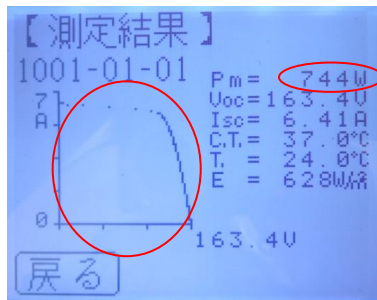 【測定結果】
1001-01-01
Pm= 744W
Voc=163.4V
Isc= 6.41A
C.T.= 37.0°C
T. = 24.0°C
E = 628W/㎡
7
A
0
163.4V
戻る